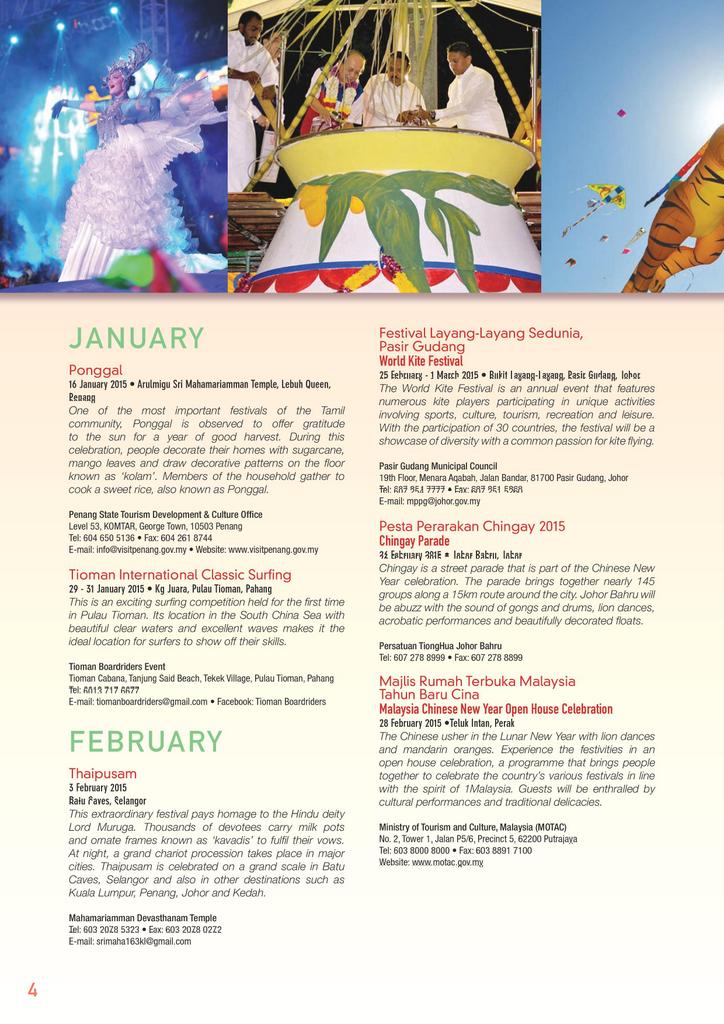 JANUARY
Ponggal
16 January 2015 • Arulmigu Sri Mahamariamman Temple, Lebuh Queen,
Penang
One of the most important festivals of the Tamil
community, Ponggal is observed to offer gratitude
to the sun for a year of good harvest. During this
celebration, people decorate their homes with sugarcane,
mango leaves and draw decorative patterns on the floor
known as ‘kolam’. Members of the household gather to
cook a sweet rice, also known as Ponggal.
Penang State Tourism Development & Culture Office
Level 53, KOMTAR, George Town, 10503 Penang
Tel: 604 650 5136 • Fax: 604 261 8744
E-mail: info@visitpenang.gov.my • Website: www.visitpenang.gov.my
Tioman International Classic Surfing
29 - 31 January 2015 • Kg Juara, Pulau Tioman, Pahang
This is an exciting surfing competition held for the first time
in Pulau Tioman. Its location in the South China Sea with
beautiful clear waters and excellent waves makes it the
ideal location for surfers to show off their skills.
Tioman Boardriders Event
Tioman Cabana, Tanjung Said Beach, Tekek Village, Pulau Tioman, Pahang
Tel: 6013 717 6677
E-mail: tiomanboardriders@gmail.com • Facebook: Tioman Boardriders
FEBRUARY
Thaipusam
3 February 2015
Batu Caves, Selangor
This extraordinary festival pays homage to the Hindu deity
Lord Muruga. Thousands of devotees carry milk pots
and ornate frames known as ‘kavadis’ to fulfil their vows.
At night, a grand chariot procession takes place in major
cities. Thaipusam is celebrated on a grand scale in Batu
Caves, Selangor and also in other destinations such as
Kuala Lumpur, Penang, Johor and Kedah.
Mahamariamman Devasthanam Temple
Tel: 603 2078 5323 • Fax: 603 2078
E-mail: srimaha163kl@gmail.com
Festival Layang-Layang Sedunia,
Pasir Gudang
World Kite Festival
25 February - 1 March 2015 • Bukit Layang-Layang, Pasir Gudang, Johor
The World Kite Festival is an annual event that features
numerous kite players participating in unique activities
involving sports, culture, tourism, recreation and leisure.
With the participation of 30 countries, the festival will be a
showcase of diversity with a common passion for kite flying.
Pasir Gudang Municipal Council
19th Floor, Menara Aqabah, Jalan Bandar, 81700 Pasir Gudang, Johor
Tel: 607 254 7777 • Fax: 607 251
E-mail: mppg@johor.gov.my
Pesta Perarakan Chingay 2015
Chingay Parade
February 2015 • Johor Bahru, Johor
Chingay is a street parade that is part of the Chinese New
Year celebration. The parade brings together nearly 145
groups along a 15km route around the city. Johor Bahru will
be abuzz with the sound of gongs and drums, lion dances,
acrobatic performances and beautifully decorated floats.
Persatuan TiongHua Johor Bahru
Tel: 607 278 8999 • Fax: 607 278 8899
Majlis Rumah Terbuka Malaysia
Tahun Baru Cina
Malaysia Chinese New Year Open House Celebration
28 February 2015 •Teluk Intan, Perak
The Chinese usher in the Lunar New Year with lion dances
and mandarin oranges. Experience the festivities in an
open house celebration, a programme that brings people
together to celebrate the country’s various festivals in line
with the spirit of 1Malaysia. Guests will be enthralled by
cultural performances and traditional delicacies.
Ministry of Tourism and Culture, Malaysia (MOTAC)
No. 2, Tower 1, Jalan P5/6, Precinct 5, 62200 Putrajaya
Tel: 603 8000 8000 • Fax: 603 8891 7100
Website: www.motac.gov.my
4